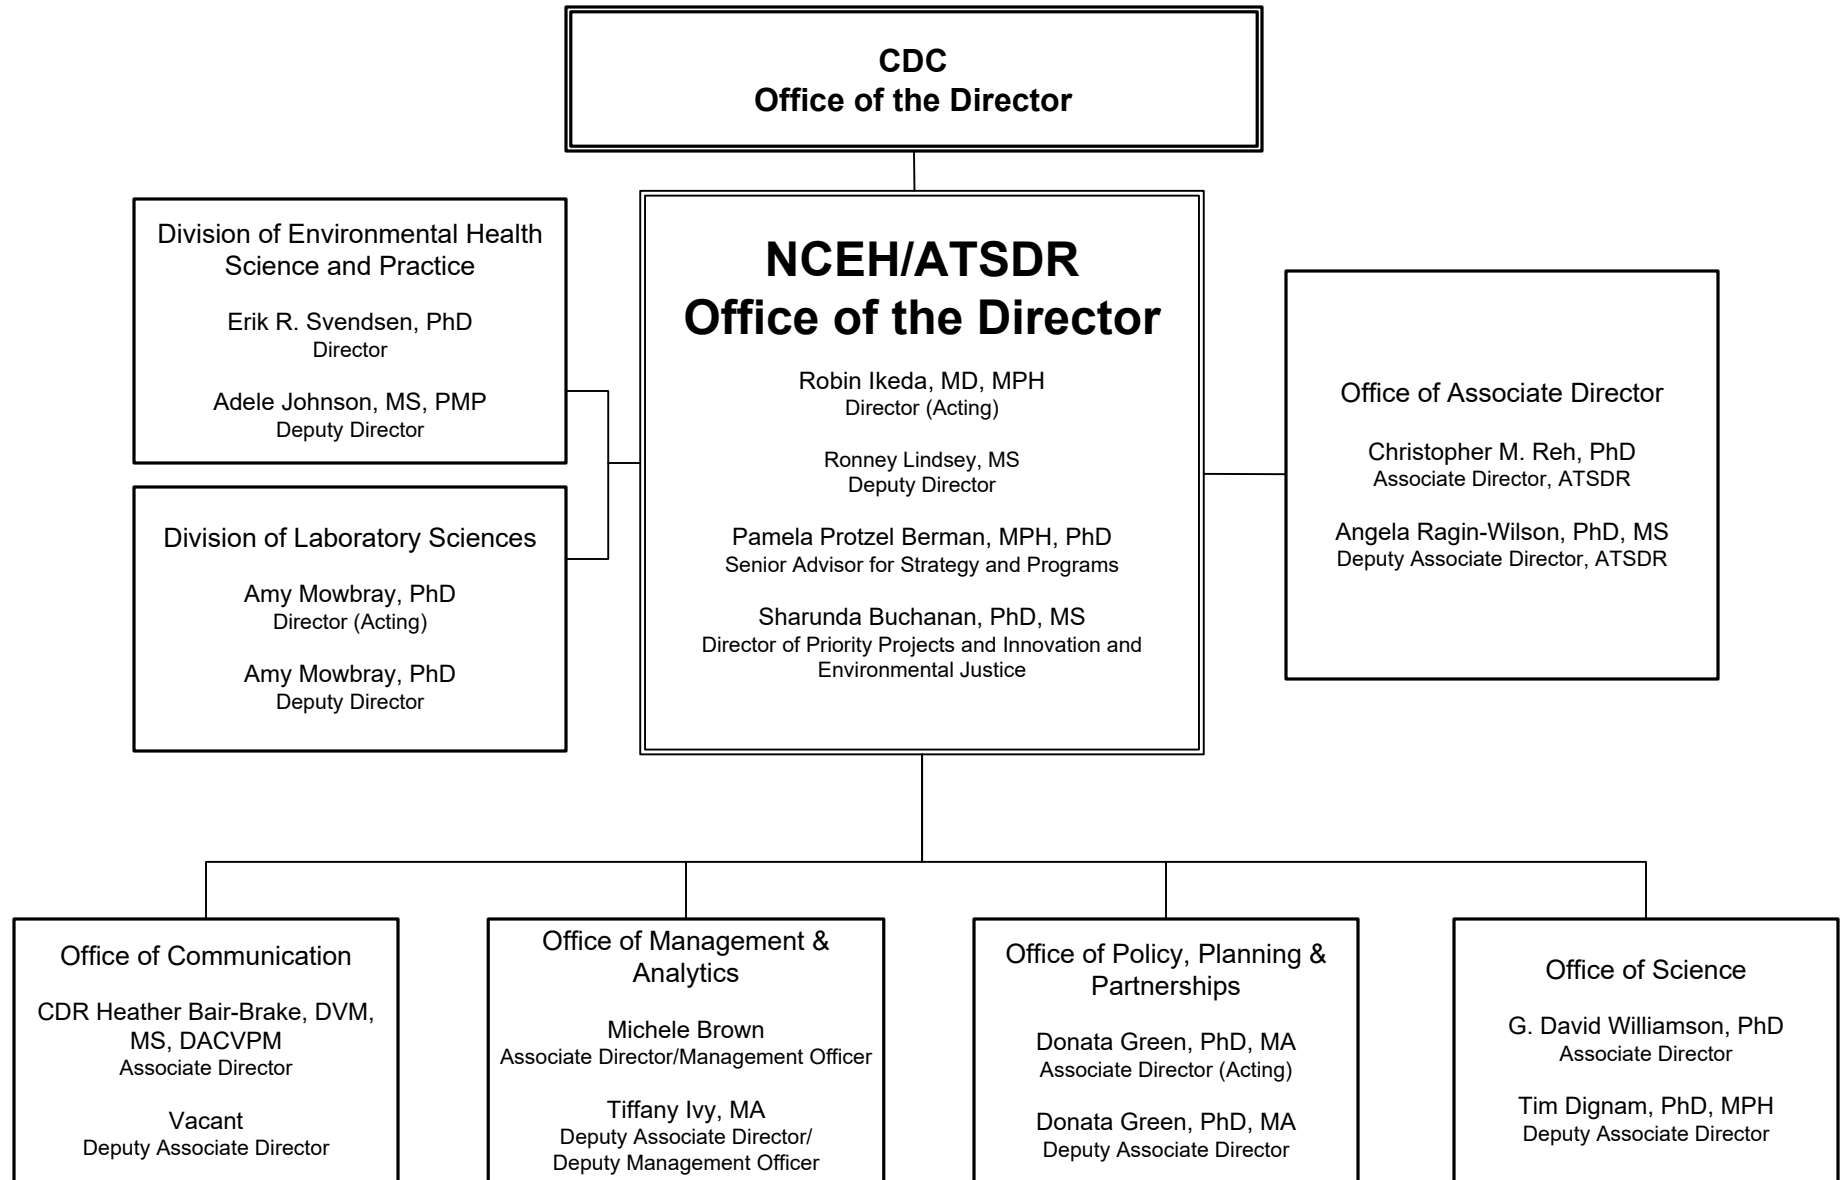 CDC
Office of the Director
Division of Environmental Health
Science and Practice
Erik R. Svendsen, PhD
Director
Adele Johnson, MS, PMP
Deputy Director
Division of Laboratory Sciences
Amy Mowbray, PhD
Director (Acting)
Amy Mowbray, PhD
Deputy Director
NCEH/ATSDR
Office of the Director
Robin Ikeda, MD, MPH
Director (Acting)
Ronney Lindsey, MS
Deputy Director
Pamela Protzel Berman, MPH, PhD
Senior Advisor for Strategy and Programs
Sharunda Buchanan, PhD, MS
Director of Priority Projects and Innovation and
Environmental Justice
Office of Associate Director
Christopher M. Reh, PhD
Associate Director, ATSDR
Angela Ragin-Wilson, PhD, MS
Deputy Associate Director, ATSDR
Office of Communication
CDR Heather Bair-Brake, DVM,
MS, DACVPM
Associate Director
Vacant
Deputy Associate Director
Office of Management &
Analytics
Michele Brown
Associate Director/Management Officer
Tiffany Ivy, MA
Deputy Associate Director/
Deputy Management Officer
Office of Policy, Planning &
Partnerships
Donata Green, PhD, MA
Associate Director (Acting)
Donata Green, PhD, MA
Deputy Associate Director
Office of Science
G. David Williamson, PhD
Associate Director
Tim Dignam, PhD, MPH
Deputy Associate Director